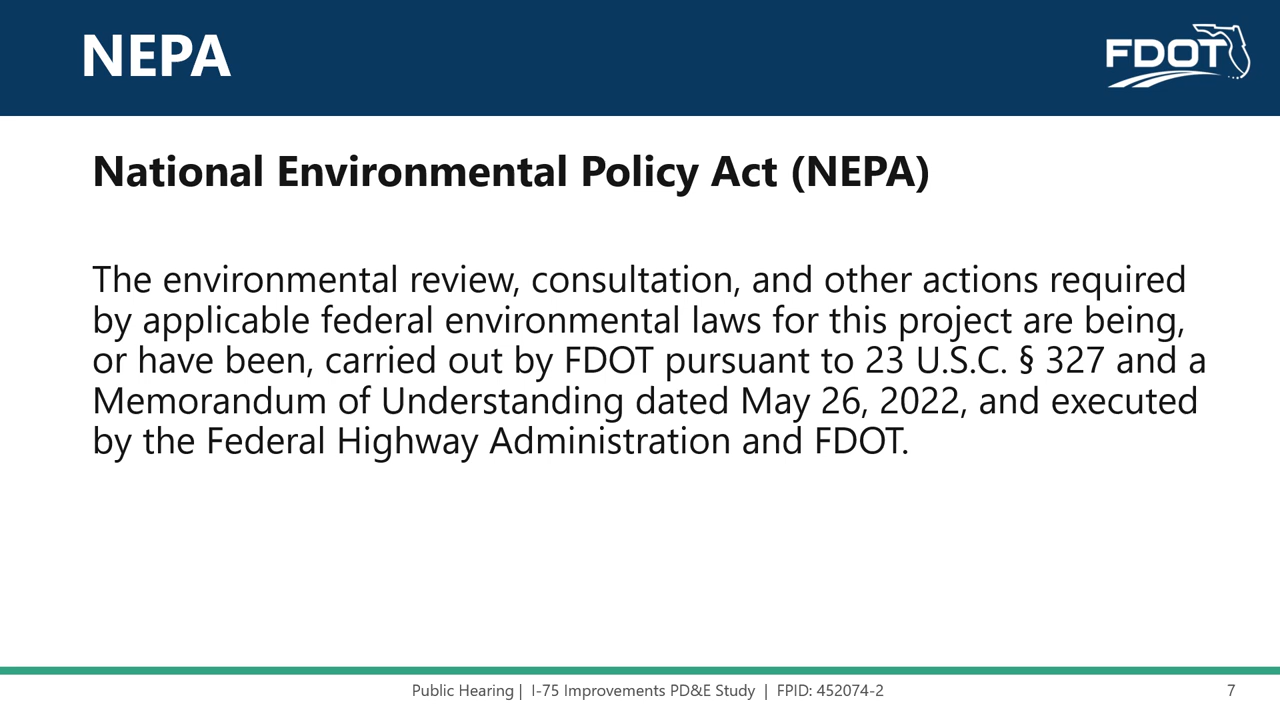 NEPA
FDOT
National Environmental Policy Act (NEPA)
The environmental review, consultation, and other actions required
by applicable federal environmental laws for this project are being,
or have been, carried out by FDOT pursuant to 23 U.S.C. § 327 and a
Memorandum of Understanding dated May 26, 2022, and executed
by the Federal Highway Administration and FDOT.
Public Hearing | I-75 Improvements PD&E Study | FPID: 452074-2
7